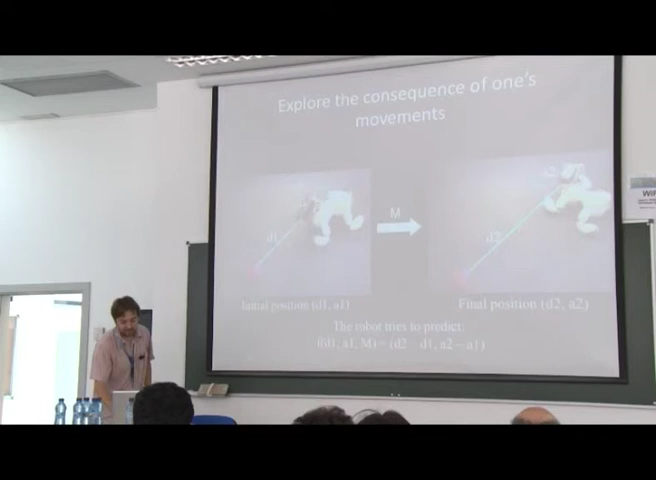 Explore the consequence of one's
movements
M
d1
d2
a2
Initial position (d1, a1)
Final position (d2, a2)
The robot tries to predict:
f(d1, a1, M) = (d2 – d1, a2 – a1)